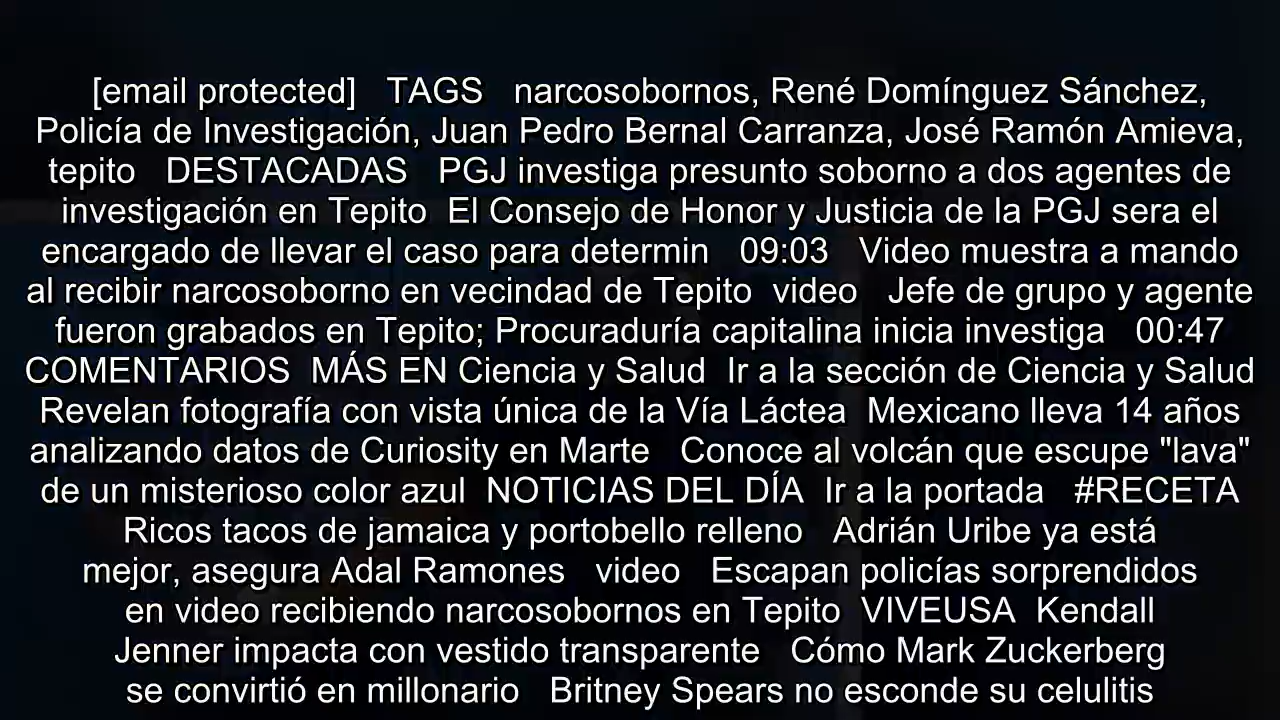 [email protected] TAGS narcosobornos, René Domínguez Sánchez,
Policía de Investigación, Juan Pedro Bernal Carranza, José Ramón Amieva,
tepito DESTACADAS PGJ investiga presunto soborno a dos agentes de
investigación en Tepito El Consejo de Honor y Justicia de la PGJ sera el
encargado de llevar el caso para determin 09:03 Video muestra a mando
al recibir narcosoborno en vecindad de Tepito video Jefe de grupo y agente
fueron grabados en Tepito; Procuraduría capitalina inicia investiga 00:47
COMENTARIOS MÁS EN Ciencia y Salud Ir a la sección de Ciencia y Salud
Revelan fotografía con vista única de la Vía Láctea Mexicano lleva 14 años
analizando datos de Curiosity en Marte Conoce al volcán que escupe "lava"
de un misterioso color azul NOTICIAS DEL DÍA Ir a la portada #RECETA
Ricos tacos de jamaica y portobello relleno Adrián Uribe ya está
mejor, asegura Adal Ramones video Escapan policías sorprendidos
en video recibiendo narcosobornos en Tepito VIVEUSA Kendall
Jenner impacta con vestido transparente Cómo Mark Zuckerberg
se convirtió en millonario Britney Spears no esconde su celulitis